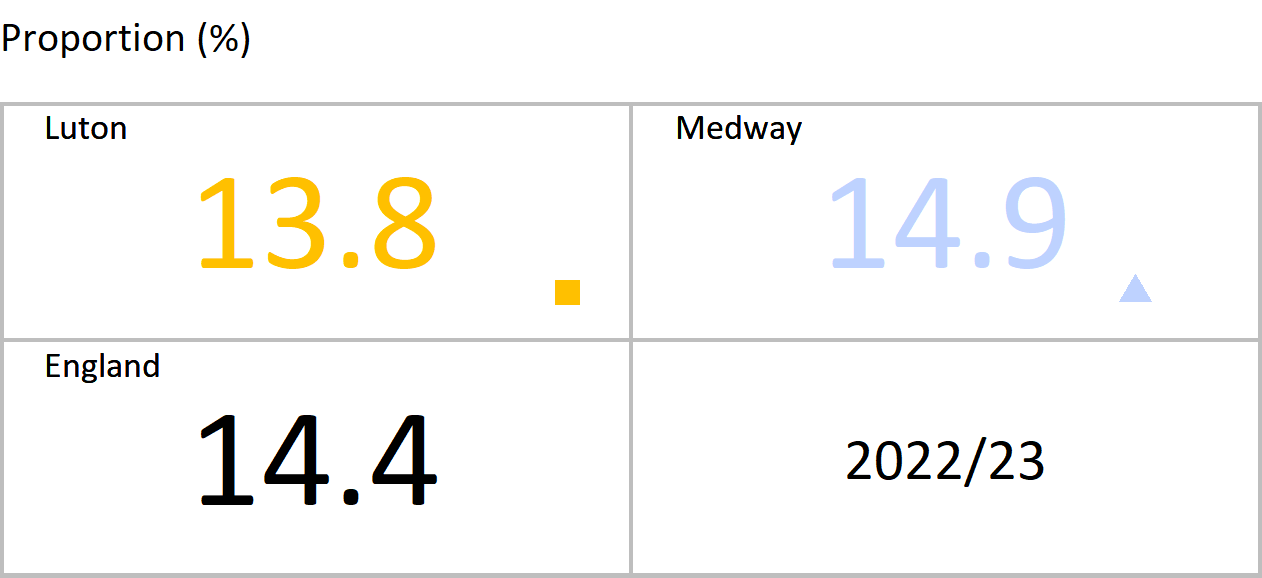 Proportion (%)
Luton
13.8
Medway
14.9
England
14.4
2022/23